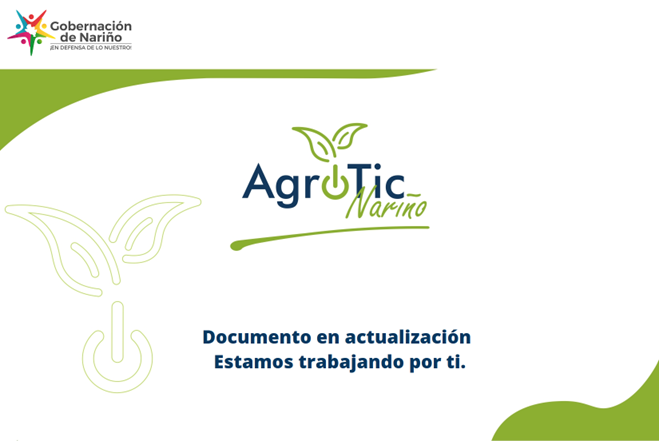 Gobernación
de Nariño
¡EN DEFENSA DE LO NUESTRO!
AgroTic
Nariño
Documento en actualización
Estamos trabajando por ti.